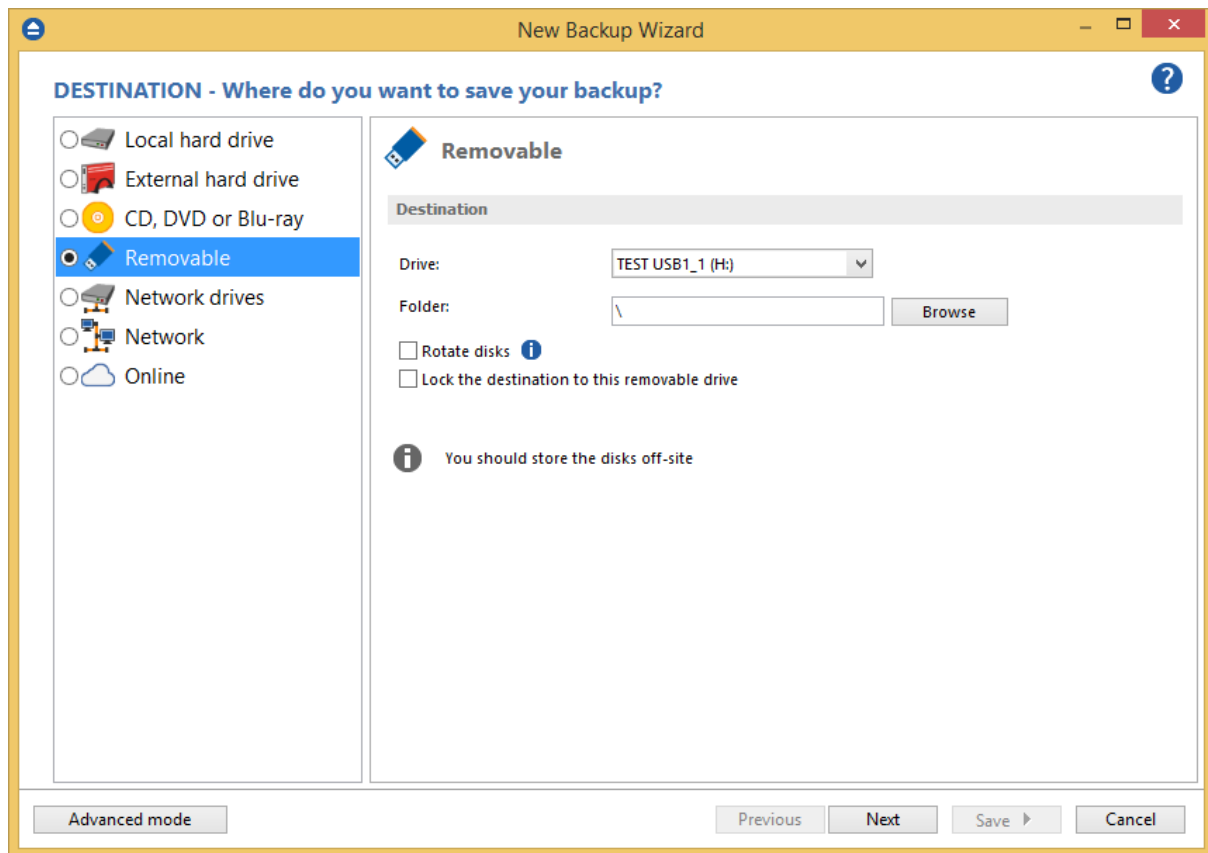 New Backup Wizard
DESTINATION - Where do you want to save your backup?
Local hard drive
External hard drive
CD, DVD or Blu-ray
Removable
Network drives
Network
Online
Removable
Destination
Drive: TEST USB1_1 (H:)
Folder: \ Browse
Rotate disks
Lock the destination to this removable drive
You should store the disks off-site
Advanced mode Previous Next Save Cancel